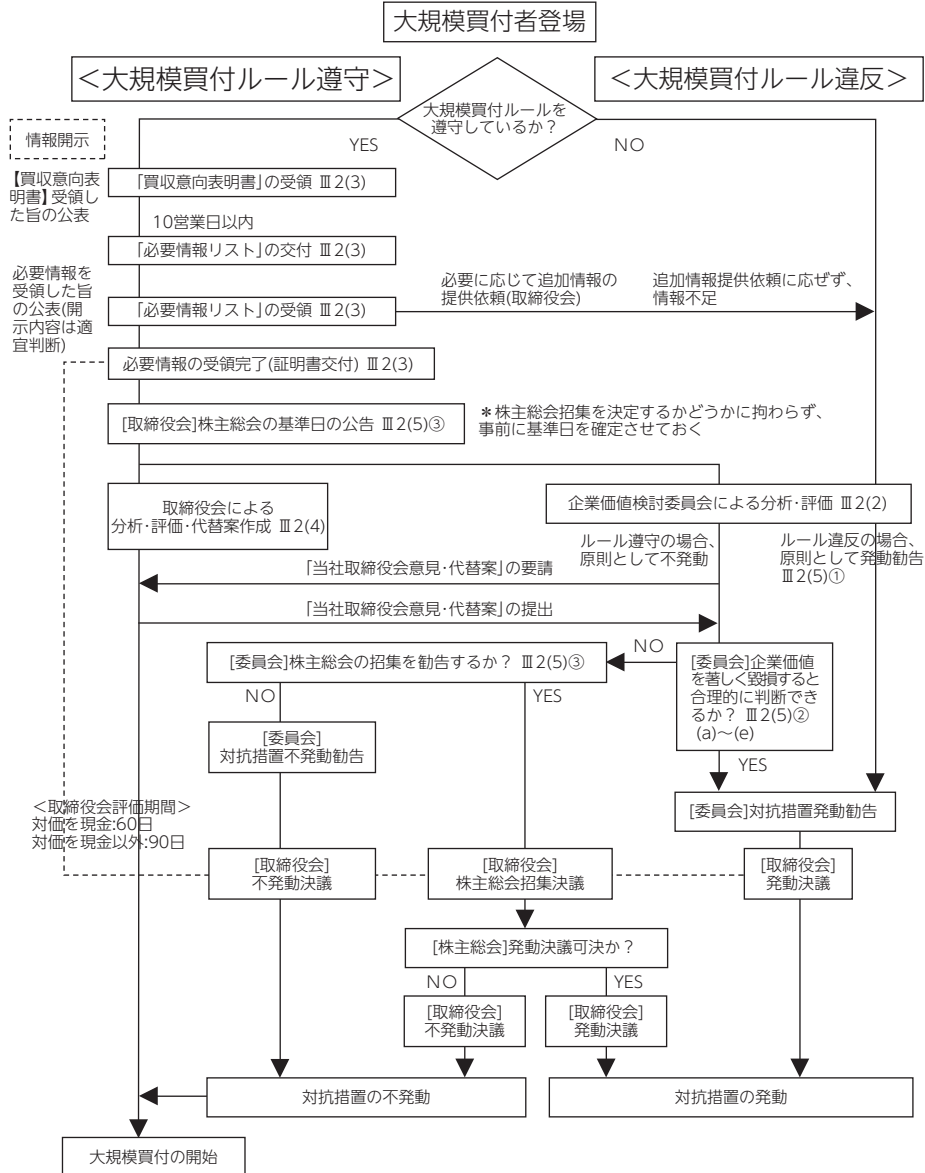 大規模買付者登場
＜大規模買付ルール遵守＞
＜大規模買付ルール違反＞
大規模買付ルールを
遵守しているか？
YES
NO
情報開示
【買収意向表
明書】受領し
た旨の公表
「買収意向表明書」の受領 Ⅲ2(3)
10営業日以内
「必要情報リスト」の交付 Ⅲ2(3)
必要情報を
受領した旨
の公表(開
示内容は適
宜判断)
「必要情報リスト」の受領 Ⅲ2(3)
必要に応じて追加情報の
提供依頼(取締役会)
追加情報提供依頼に応ぜず、
情報不足
必要情報の受領完了(証明書交付) Ⅲ2(3)
[取締役会]株主総会の基準日の公告 Ⅲ2(5)③
＊株主総会招集を決定するかどうかに拘わらず、
事前に基準日を確定させておく
取締役会による
分析・評価・代替案作成 Ⅲ2(4)
企業価値検討委員会による分析・評価 Ⅲ2(2)
ルール遵守の場合、
原則として不発動
ルール違反の場合、
原則として発動勧告
Ⅲ2(5)①
「当社取締役会意見・代替案」の要請
「当社取締役会意見・代替案」の提出
[委員会]株主総会の招集を勧告するか？ Ⅲ2(5)③
NO
[委員会]企業価値
を著しく毀損すると
合理的に判断でき
るか？ Ⅲ2(5)②
(a)～(e)
NO
YES
[委員会]
対抗措置不発動勧告
YES
＜取締役会評価期間＞
対価を現金:60日
対価を現金以外:90日
[委員会]対抗措置発動勧告
[取締役会]
不発動決議
[取締役会]
株主総会招集決議
[取締役会]
発動決議
[株主総会]発動決議可決か？
NO
YES
[取締役会]
不発動決議
[取締役会]
発動決議
対抗措置の不発動
対抗措置の発動
大規模買付の開始